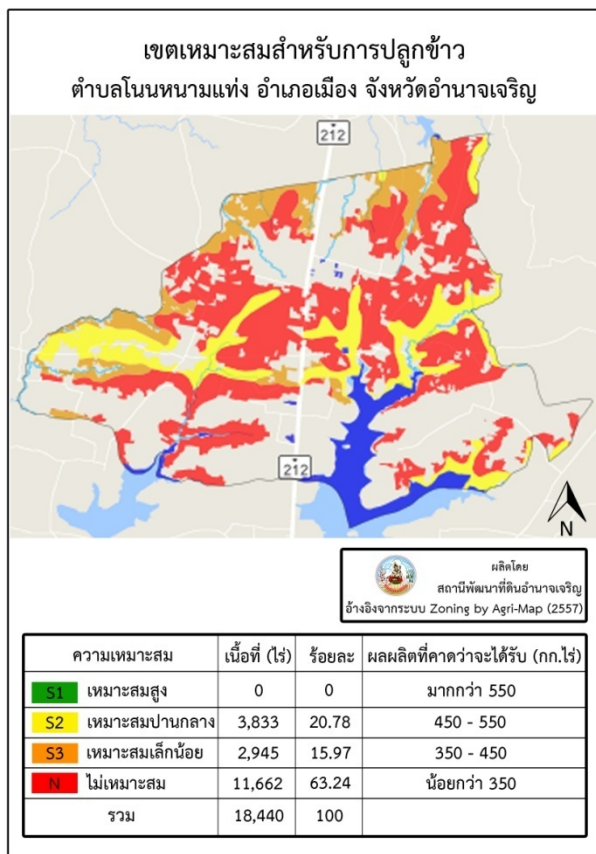 เขตเหมาะสมสำหรับการปลูกข้าว
ตำบลโนนหนามแท่ง อำเภอเมือง จังหวัดอำนาจเจริญ
212
212
N
ผลิตโดย
สถานีพัฒนาที่ดินอำนาจเจริญ
อ้างอิงจากระบบ Zoning by Agri-Map (2557)
ความเหมาะสม เนื้อที่ (ไร่) ร้อยละ ผลผลิตที่คาดว่าจะได้รับ (กก.ไร่)
S1 เหมาะสมสูง 0 0 มากกว่า 550
S2 เหมาะสมปานกลาง 3,833 20.78 450 - 550
S3 เหมาะสมเล็กน้อย 2,945 15.97 350 - 450
N ไม่เหมาะสม 11,662 63.24 น้อยกว่า 350
รวม 18,440 100